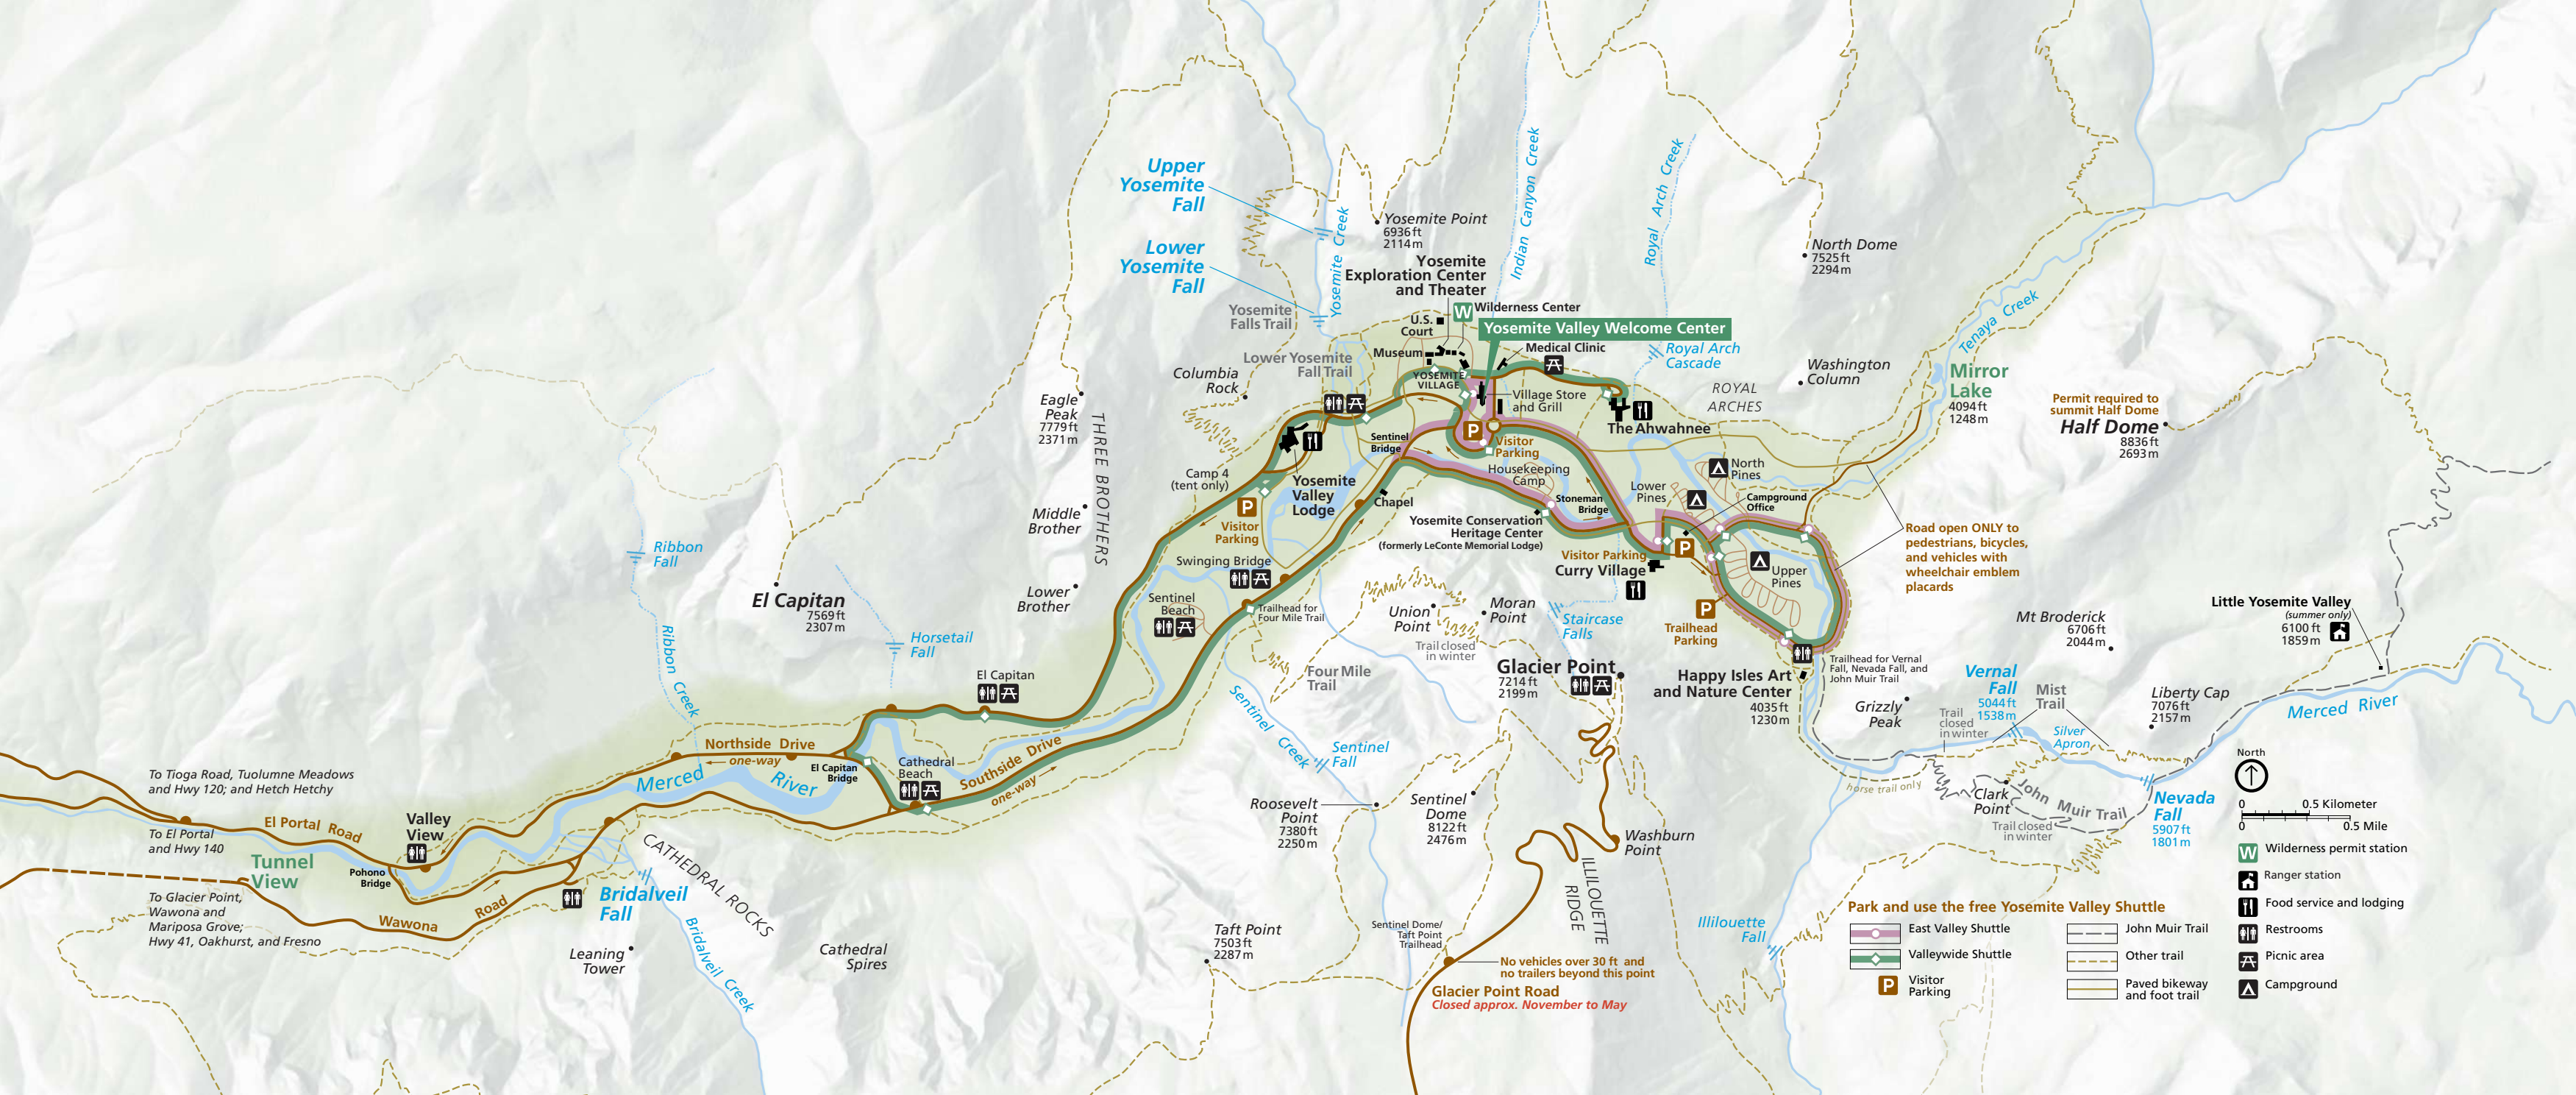 Upper
Yosemite
Fall
Lower
Yosemite
Fall
Yosemite Creek
Yosemite Point
6936 ft
2114 m
Indian Canyon Creek
Royal Arch Creek
North Dome
7525 ft
2294 m
Yosemite
Exploration Center
and Theater
W
Wilderness Center
Yosemite Valley Welcome Center
U.S.
Court
Museum
Medical Clinic
YOSEMITE
VILLAGE
Village Store
and Grill
Royal Arch
Cascade
ROYAL
ARCHES
Washington
Column
Tenaya Creek
Mirror
Lake
4094 ft
1248 m
Permit required to
summit Half Dome
Half Dome
8836 ft
2693 m
Yosemite
Falls Trail
Lower Yosemite
Fall Trail
Columbia
Rock
Eagle
Peak
7779 ft
2371 m
THREE BROTHERS
Middle
Brother
Lower
Brother
Camp 4
(tent only)
P
Visitor
Parking
Yosemite
Valley
Lodge
Sentinel
Bridge
Chapel
P
Visitor
Parking
The Ahwahnee
Housekeeping
Camp
Stoneman
Bridge
Lower
Pines
North
Pines
Campground
Office
Yosemite Conservation
Heritage Center
(formerly LeConte Memorial Lodge)
Visitor Parking
P
Curry Village
Upper
Pines
Road open ONLY to
pedestrians, bicycles,
and vehicles with
wheelchair emblem
placards
P
Trailhead
Parking
Swinging Bridge
Sentinel
Beach
Trailhead for
Four Mile Trail
Union
Point
Moran
Point
Trail closed
in winter
Staircase
Falls
Four Mile
Trail
Glacier Point
7214 ft
2199 m
Happy Isles Art
and Nature Center
4035 ft
1230 m
Trailhead for Vernal
Fall, Nevada Fall, and
John Muir Trail
Grizzly
Peak
Mt Broderick
6706 ft
2044 m
Little Yosemite Valley
(summer only)
6100 ft
1859 m
Vernal
Fall
5044 ft
1538 m
Mist
Trail
Trail
closed
in winter
Silver
Apron
Liberty Cap
7076 ft
2157 m
Merced River
horse trail only
Clark
Point
John Muir Trail
Trail closed
in winter
Nevada
Fall
5907 ft
1801 m
Ribbon
Fall
Ribbon Creek
El Capitan
7569 ft
2307 m
Horsetail
Fall
El Capitan
Northside Drive
one-way
El Capitan
Bridge
Cathedral
Beach
Southside Drive
one-way
Merced River
Sentinel Creek
Sentinel
Fall
Roosevelt
Point
7380 ft
2250 m
Sentinel
Dome
8122 ft
2476 m
Washburn
Point
ILLILOUETTE
RIDGE
Illilouette
Fall
Taft Point
7503 ft
2287 m
Sentinel Dome/
Taft Point
Trailhead
No vehicles over 30 ft and
no trailers beyond this point
Glacier Point Road
Closed approx. November to May
To Tioga Road, Tuolumne Meadows
and Hwy 120; and Hetch Hetchy
El Portal Road
To El Portal
and Hwy 140
Valley
View
Tunnel
View
Pohono
Bridge
To Glacier Point,
Wawona and
Mariposa Grove;
Hwy 41, Oakhurst, and Fresno
Wawona Road
Bridalveil
Fall
Bridalveil Creek
CATHEDRAL ROCKS
Leaning
Tower
Cathedral
Spires
Park and use the free Yosemite Valley Shuttle
East Valley Shuttle
Valleywide Shuttle
P
Visitor
Parking
John Muir Trail
Other trail
Paved bikeway
and foot trail
North
0 0.5 Kilometer
0 0.5 Mile
W
Wilderness permit station
Ranger station
Food service and lodging
Restrooms
Picnic area
Campground